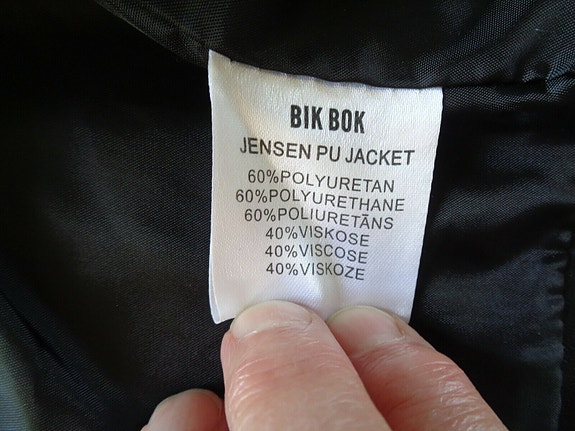 BIK BOK
JENSEN PU JACKET
60%POLYURETAN
60%POLYURETHANE
60%POLIURETĀNS
40%VISKOSE
40%VISCOSE
40%VISKOZE